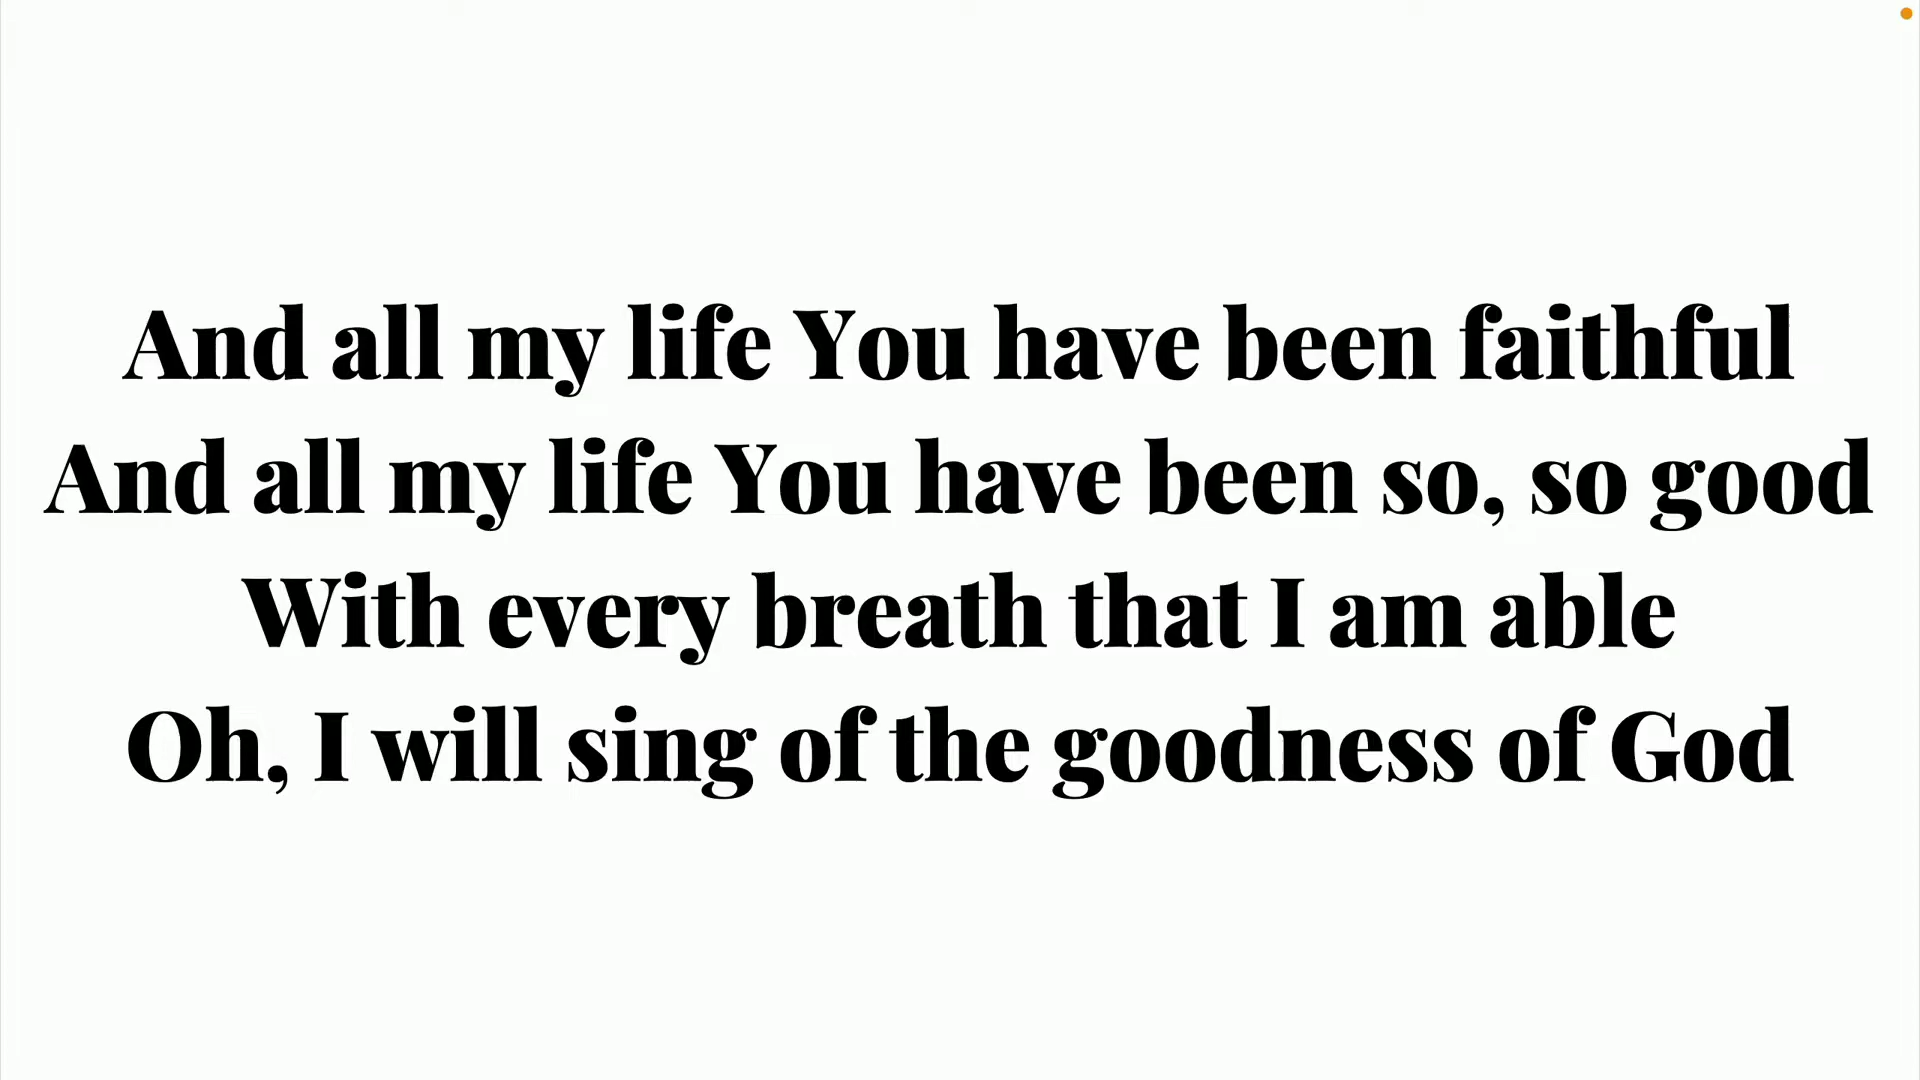 And all my life You have been faithful
And all my life You have been so, so good
With every breath that I am able
Oh, I will sing of the goodness of God